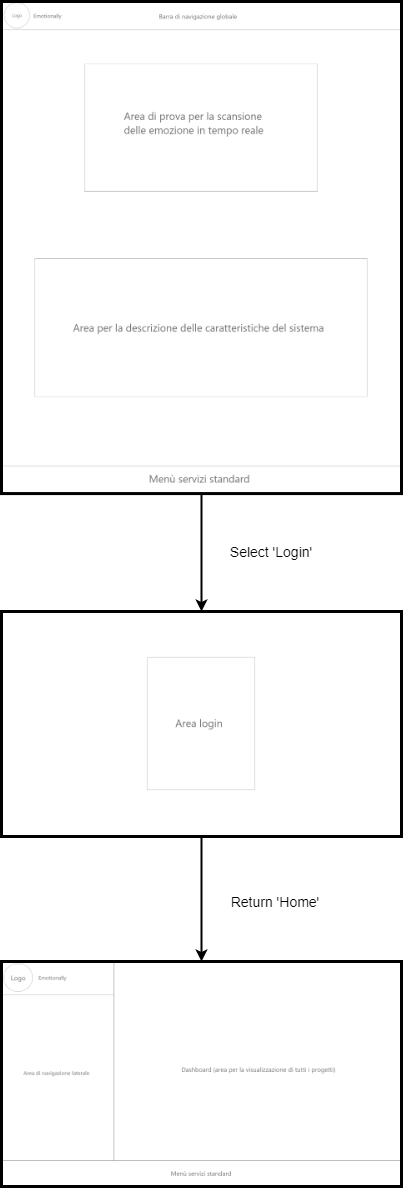 Logo
Emotionally
Barra di navigazione globale
Area di prova per la scansione
delle emozione in tempo reale
Area per la descrizione delle caratteristiche del sistema
Menù servizi standard
Select 'Login'
Area login
Return 'Home'
Logo
Emotionally
Area di navigazione laterale
Dashboard (area per la visualizzazione di tutti i progetti)
Menù servizi standard